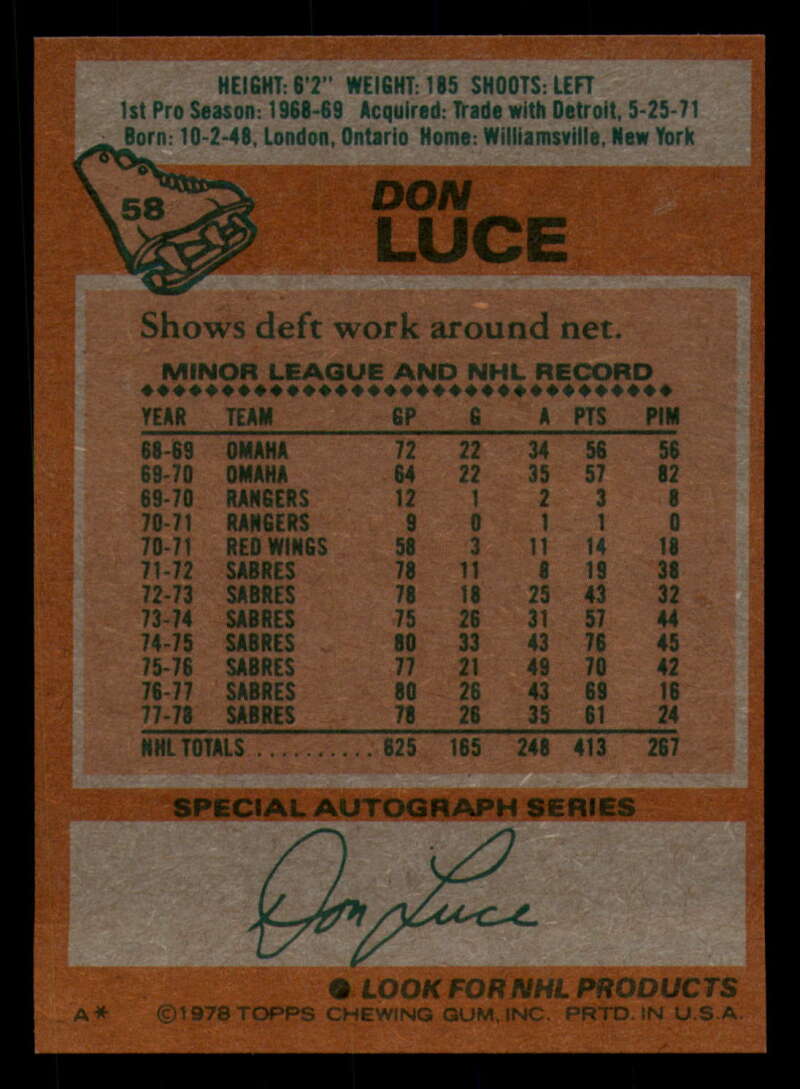 HEIGHT: 6'2" WEIGHT: 185 SHOOTS: LEFT
1st Pro Season: 1968-69 Acquired: Trade with Detroit, 5-25-71
Born: 10-2-48, London, Ontario Home: Williamsville, New York
58
DON
LUCE
Shows deft work around net.
MINOR LEAGUE AND NHL RECORD
YEAR TEAM GP G A PTS PIM
68-69 OMAHA 72 22 34 56 56
69-70 OMAHA 64 22 35 57 82
69-70 RANGERS 12 1 2 3 8
70-71 RANGERS 9 0 1 1 0
70-71 RED WINGS 58 3 11 14 18
71-72 SABRES 78 11 8 19 38
72-73 SABRES 78 18 25 43 32
73-74 SABRES 75 26 31 57 44
74-75 SABRES 80 33 43 76 45
75-76 SABRES 77 21 49 70 42
76-77 SABRES 80 26 43 69 16
77-78 SABRES 78 26 35 61 24
NHL TOTALS ........... 625 165 248 413 267
SPECIAL AUTOGRAPH SERIES
Don Luce
LOOK FOR NHL PRODUCTS
A* ©1978 TOPPS CHEWING GUM, INC. PRTD. IN U.S.A.